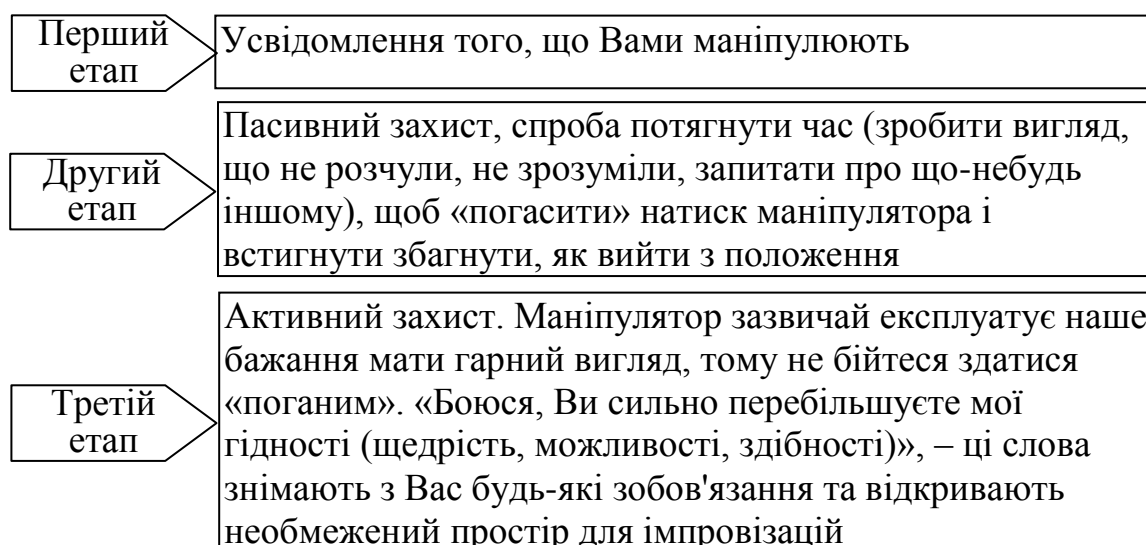 Перший
етап
Усвідомлення того, що Вами маніпулюють
Другий
етап
Пасивний захист, спроба потягнути час (зробити вигляд,
що не розчули, не зрозуміли, запитати про що-небудь
іншому), щоб «погасити» натиск маніпулятора і
встигнути збагнути, як вийти з положення
Третій
етап
Активний захист. Маніпулятор зазвичай експлуатує наше
бажання мати гарний вигляд, тому не бійтеся здатися
«поганим». «Боюся, Ви сильно перебільшуєте мої
гідності (щедрість, можливості, здібності)», – ці слова
знімають з Вас будь-які зобов'язання та відкривають
необмежений простір для імпровізацій